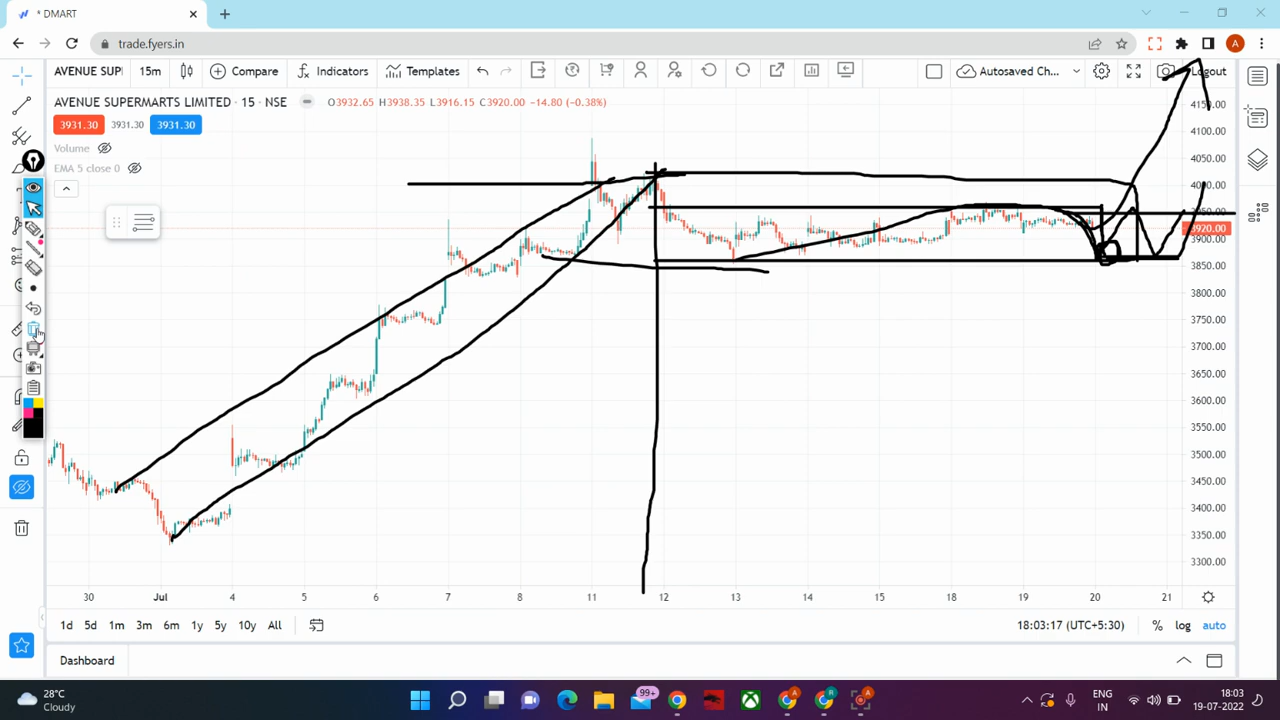 * DMART
trade.fyers.in
A
AVENUE SUP
15m
Compare
Indicators
Templates
Autosaved Ch...
Logout
AVENUE SUPERMARTS LIMITED · 15 · NSE
O3932.65 H3938.35 L3916.15 C3920.00 −14.80 (−0.38%)
3931.30 3931.30 3931.30
Volume
EMA 5 close 0
4100.00
4050.00
4000.00
3920.00
3900.00
3850.00
3800.00
3750.00
3700.00
3650.00
3600.00
3550.00
3500.00
3450.00
3400.00
3350.00
3300.00
30 Jul 4 5 6 7 8 11 12 13 14 15 18 19 20 21
1d 5d 1m 3m 6m 1y 5y 10y All
18:03:17 (UTC+5:30)
% log auto
Dashboard
28°C
Cloudy
99+
A
R
A
ENG
IN
18:03
19-07-2022